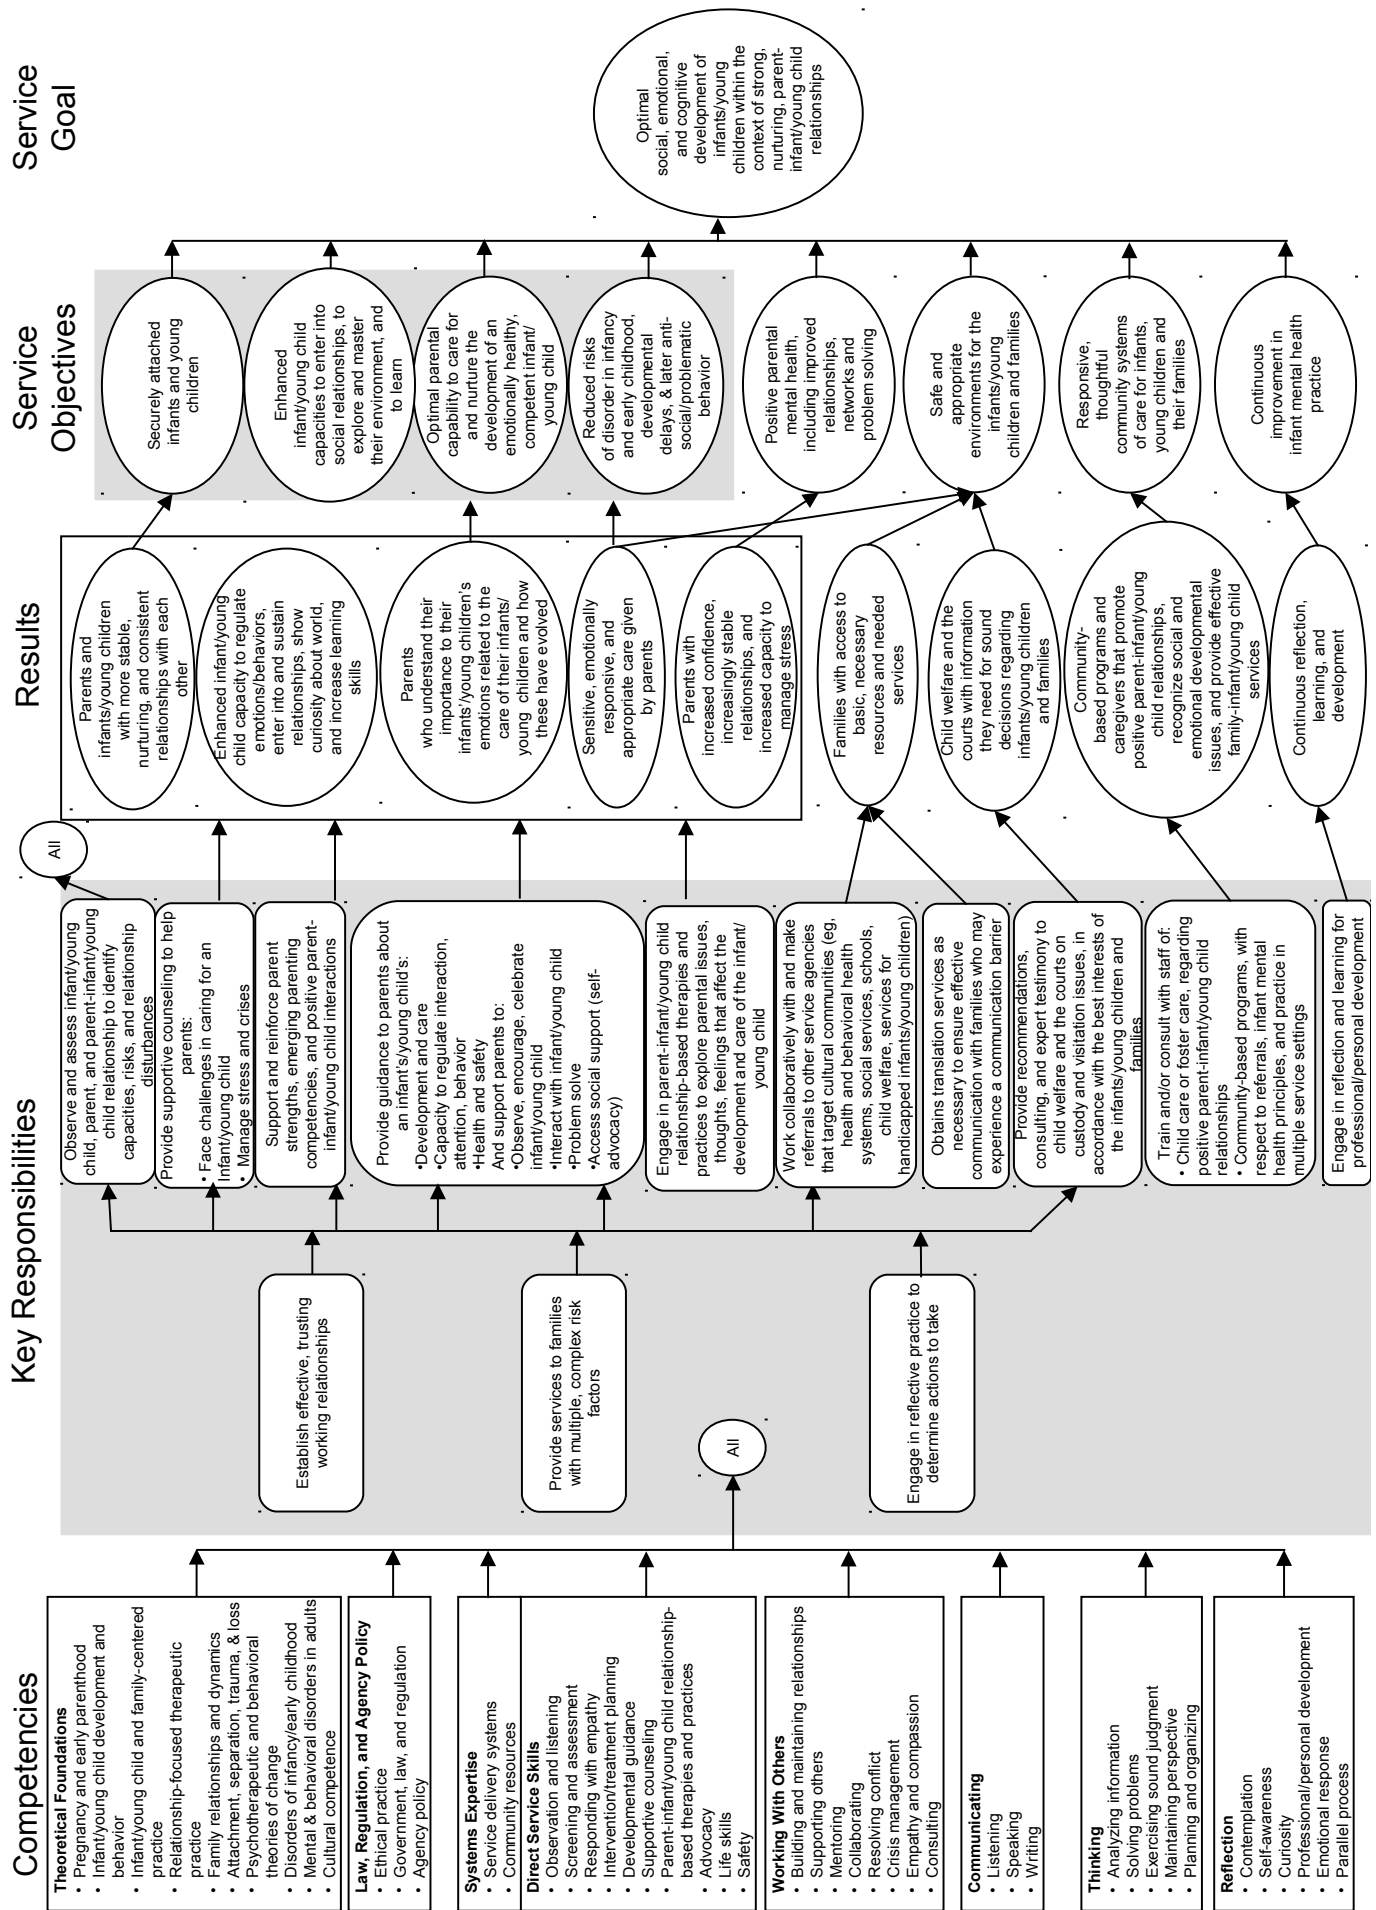 Competencies
Theoretical Foundations
• Pregnancy and early parenthood
• Infant/young child development and
behavior
• Infant/young child and family-centered
practice
• Relationship-focused therapeutic
practice
• Family relationships and dynamics
• Attachment, separation, trauma, & loss
• Psychotherapeutic and behavioral
theories of change
• Disorders of infancy/early childhood
• Mental & behavioral disorders in adults
• Cultural competence
Law, Regulation, and Agency Policy
• Ethical practice
• Government, law, and regulation
• Agency policy
Systems Expertise
• Service delivery systems
• Community resources
Direct Service Skills
• Observation and listening
• Screening and assessment
• Responding with empathy
• Intervention/treatment planning
• Developmental guidance
• Supportive counseling
• Parent-infant/young child relationship-
based therapies and practices
• Advocacy
• Life skills
• Safety
Working With Others
• Building and maintaining relationships
• Supporting others
• Mentoring
• Collaborating
• Resolving conflict
• Crisis management
• Empathy and compassion
• Consulting
Communicating
• Listening
• Speaking
• Writing
Thinking
• Analyzing information
• Solving problems
• Exercising sound judgment
• Maintaining perspective
• Planning and organizing
Reflection
• Contemplation
• Self-awareness
• Curiosity
• Professional/personal development
• Emotional response
• Parallel process
Key Responsibilities
All
Establish effective, trusting
working relationships
Provide services to families
with multiple, complex risk
factors
Engage in reflective practice to
determine actions to take
Observe and assess infant/young
child, parent, and parent-infant/young
child relationship to identify
capacities, risks, and relationship
disturbances
Provide supportive counseling to help
parents:
• Face challenges in caring for an
Infant/young child
• Manage stress and crises
Support and reinforce parent
strengths, emerging parenting
competencies, and positive parent-
infant/young child interactions
Provide guidance to parents about
an infant's/young child's:
•Development and care
•Capacity to regulate interaction,
attention, behavior
•Health and safety
And support parents to:
•Observe, encourage, celebrate
infant/young child
•Interact with infant/young child
•Problem solve
•Access social support (self-
advocacy)
Engage in parent-infant/young child
relationship-based therapies and
practices to explore parental issues,
thoughts, feelings that affect the
development and care of the infant/
young child
Work collaboratively with and make
referrals to other service agencies
that target cultural communities (eg,
health and behavioral health
systems, social services, schools,
child welfare, services for
handicapped infants/young children)
Obtains translation services as
necessary to ensure effective
communication with families who may
experience a communication barrier
Provide recommendations,
consulting, and expert testimony to
child welfare and the courts on
custody and visitation issues, in
accordance with the best interests of
the infants/young children and
families
Train and/or consult with staff of:
• Child care or foster care, regarding
positive parent-infant/young child
relationships
• Community-based programs, with
respect to referrals, infant mental
health principles, and practice in
multiple service settings
Engage in reflection and learning for
professional/personal development
All
Results
Parents and
infants/young children
with more stable,
nurturing, and consistent
relationships with each
other
Enhanced infant/young
child capacity to regulate
emotions/behaviors,
enter into and sustain
relationships, show
curiosity about world,
and increase learning
skills
Parents
who understand their
importance to their
infants'/young children's
emotions related to the
care of their infants/
young children and how
these have evolved
Sensitive, emotionally
responsive, and
appropriate care given
by parents
Parents with
increased confidence,
increasingly stable
relationships, and
increased capacity to
manage stress
Families with access to
basic, necessary
resources and needed
services
Child welfare and the
courts with information
they need for sound
decisions regarding
infants/young children
and families
Community-
based programs and
caregivers that promote
positive parent-infant/young
child relationships,
recognize social and
emotional developmental
issues, and provide effective
family-infant/young child
services
Continuous reflection,
learning, and
development
Service
Objectives
Securely attached
infants and young
children
Enhanced
infant/young child
capacities to enter into
social relationships, to
explore and master
their environment, and
to learn
Optimal parental
capability to care for
and nurture the
development of an
emotionally healthy,
competent infant/
young child
Reduced risks
of disorder in infancy
and early childhood,
developmental
delays, & later anti-
social/problematic
behavior
Positive parental
mental health,
including improved
relationships,
networks and
problem solving
Safe and
appropriate
environments for the
infants/young
children and families
Responsive,
thoughtful
community systems
of care for infants,
young children and
their families
Continuous
improvement in
infant mental health
practice
Service
Goal
Optimal
social, emotional,
and cognitive
development of
infants/young
children within the
context of strong,
nurturing, parent-
infant/young child
relationships